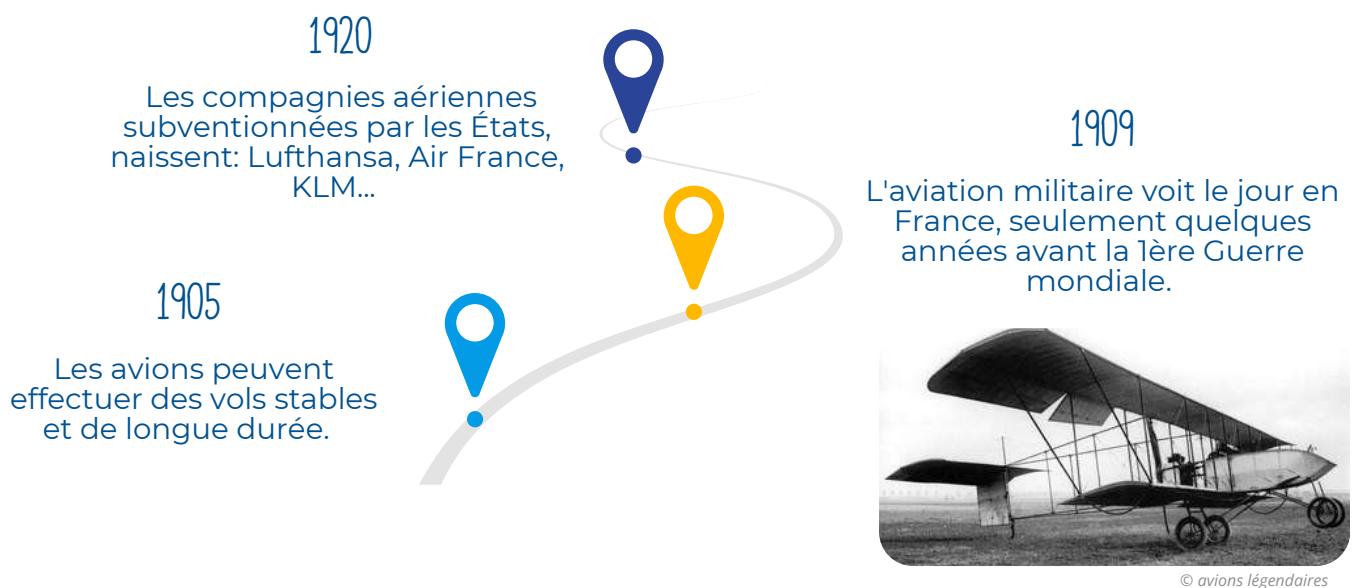 1920
Les compagnies aériennes
subventionnées par les États,
naissent: Lufthansa, Air France,
KLM...
1909
L'aviation militaire voit le jour en
France, seulement quelques
années avant la 1ère Guerre
mondiale.
1905
Les avions peuvent
effectuer des vols stables
et de longue durée.
© avions légendaires